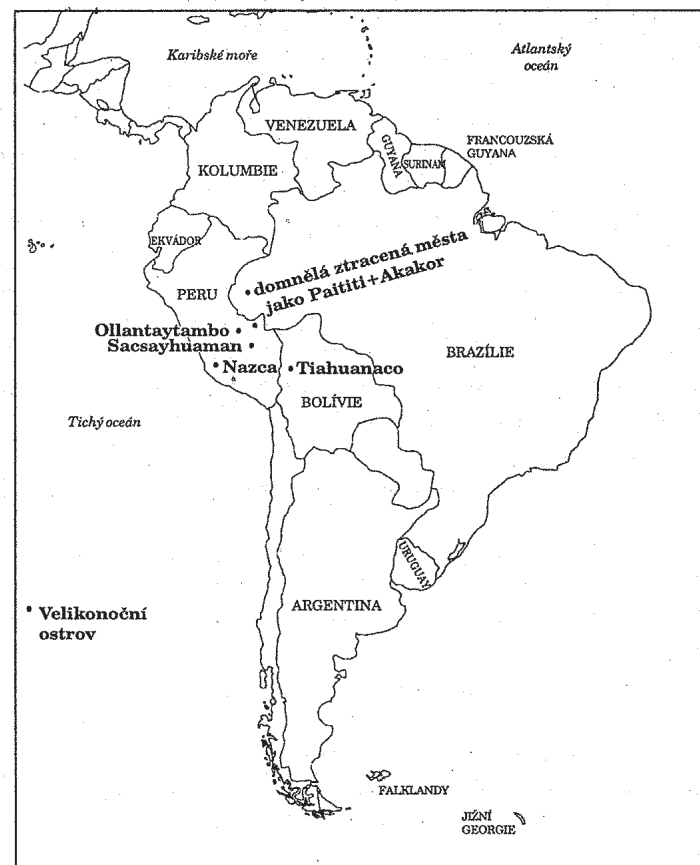 Karibské moře
Atlantský
oceán
VENEZUELA
GUYANA
SURINAM
FRANCOUZSKÁ
GUYANA
KOLUMBIE
EKVÁDOR
domnělá ztracená města
jako Paititi+Akakor
PERU
Ollantaytambo
Sacsayhuaman
Nazca
Tiahuanaco
BRAZÍLIE
BOLÍVIE
Tichý oceán
URUGUAY
ARGENTINA
Velikonoční
ostrov
FALKLANDY
JIŽNÍ
GEORGIE